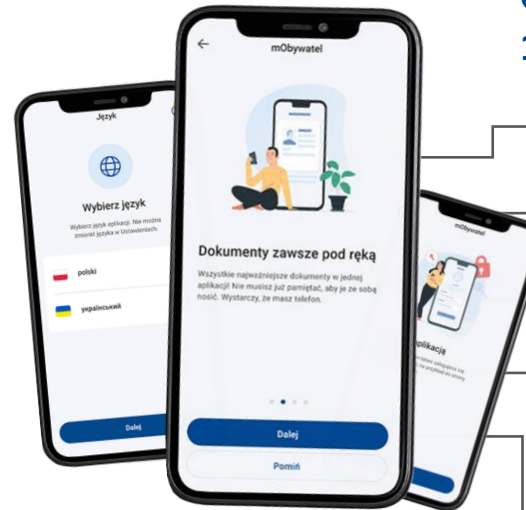 Język
Wybierz język
Wybierz język aplikacji. Nie można
zmienić języka w Ustawieniach.
polski
український
Dalej
mObywatel
Dokumenty zawsze pod ręką
Wszystkie najważniejsze dokumenty w jednej
aplikacji! Nie musisz już pamiętać, aby je ze sobą
nosić. Wystarczy, że masz telefon.
Dalej
Pomiń
mObywatel